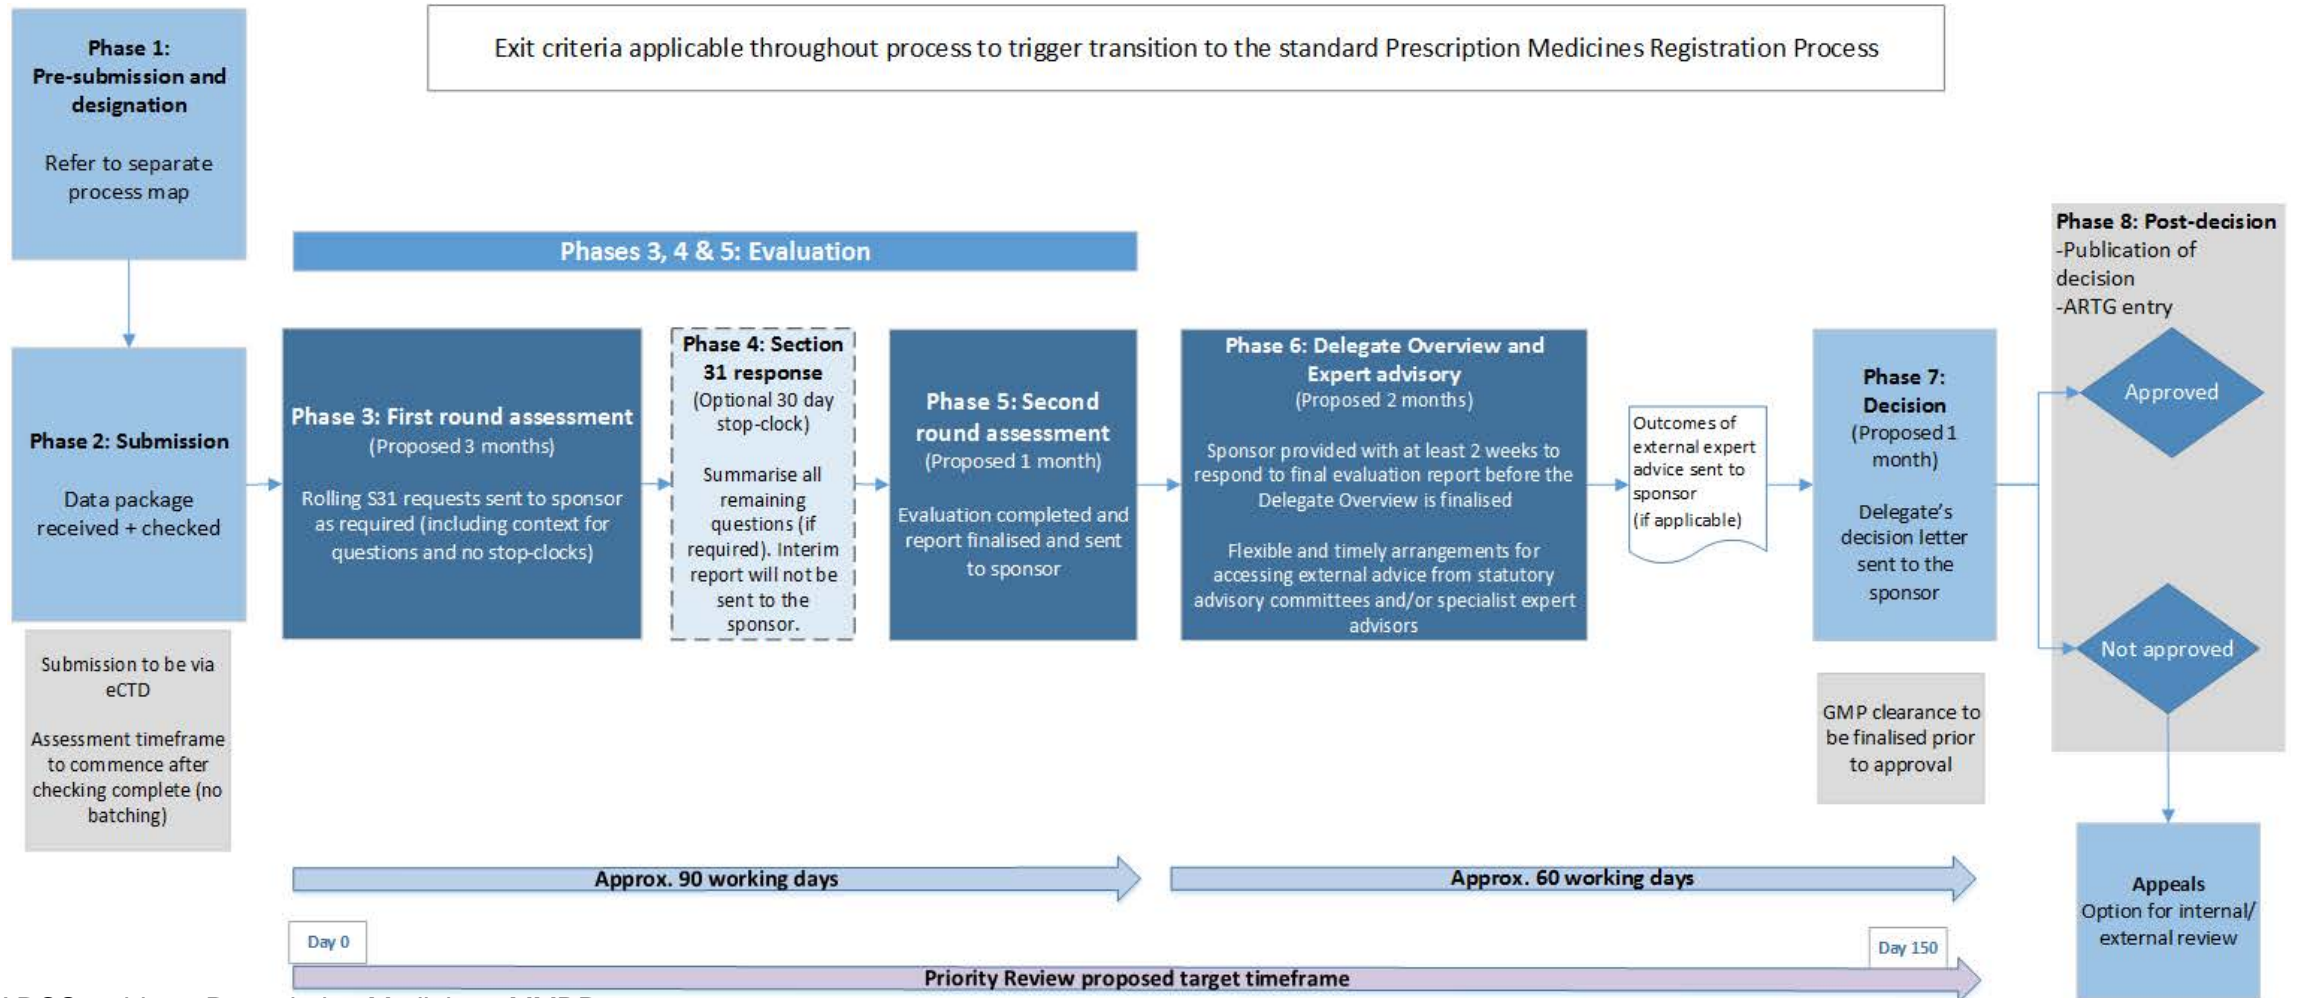 Phase 1:
Pre-submission and
designation
Refer to separate
process map
Exit criteria applicable throughout process to trigger transition to the standard Prescription Medicines Registration Process
Phases 3, 4 & 5: Evaluation
Phase 2: Submission
Data package
received + checked
Submission to be via
eCTD
Assessment timeframe
to commence after
checking complete (no
batching)
Phase 3: First round assessment
(Proposed 3 months)
Rolling S31 requests sent to sponsor
as required (including context for
questions and no stop-clocks)
Phase 4: Section
31 response
(Optional 30 day
stop-clock)
Summarise all
remaining
questions (if
required). Interim
report will not be
sent to the
sponsor.
Phase 5: Second
round assessment
(Proposed 1 month)
Evaluation completed and
report finalised and sent
to sponsor
Phase 6: Delegate Overview and
Expert advisory
(Proposed 2 months)
Sponsor provided with at least 2 weeks to
respond to final evaluation report before the
Delegate Overview is finalised
Flexible and timely arrangements for
accessing external advice from statutory
advisory committees and/or specialist expert
advisors
Outcomes of
external expert
advice sent to
sponsor
(if applicable)
Phase 7:
Decision
(Proposed 1
month)
Delegate's
decision letter
sent to the
sponsor
GMP clearance to
be finalised prior
to approval
Phase 8: Post-decision
-Publication of
decision
-ARTG entry
Approved
Not approved
Appeals
Option for internal/
external review
Approx. 90 working days
Approx. 60 working days
Day 0
Day 150
Priority Review proposed target timeframe